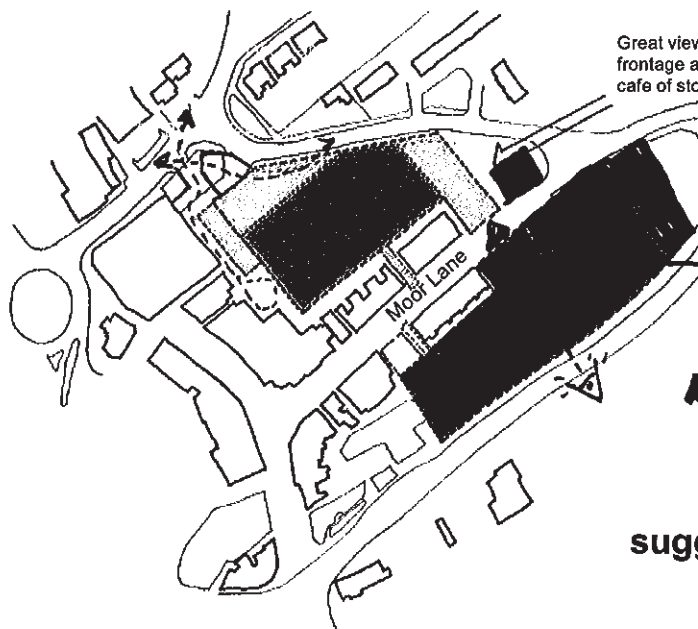 Great view
frontage a
cafe of sto
Moor Lane
sugg